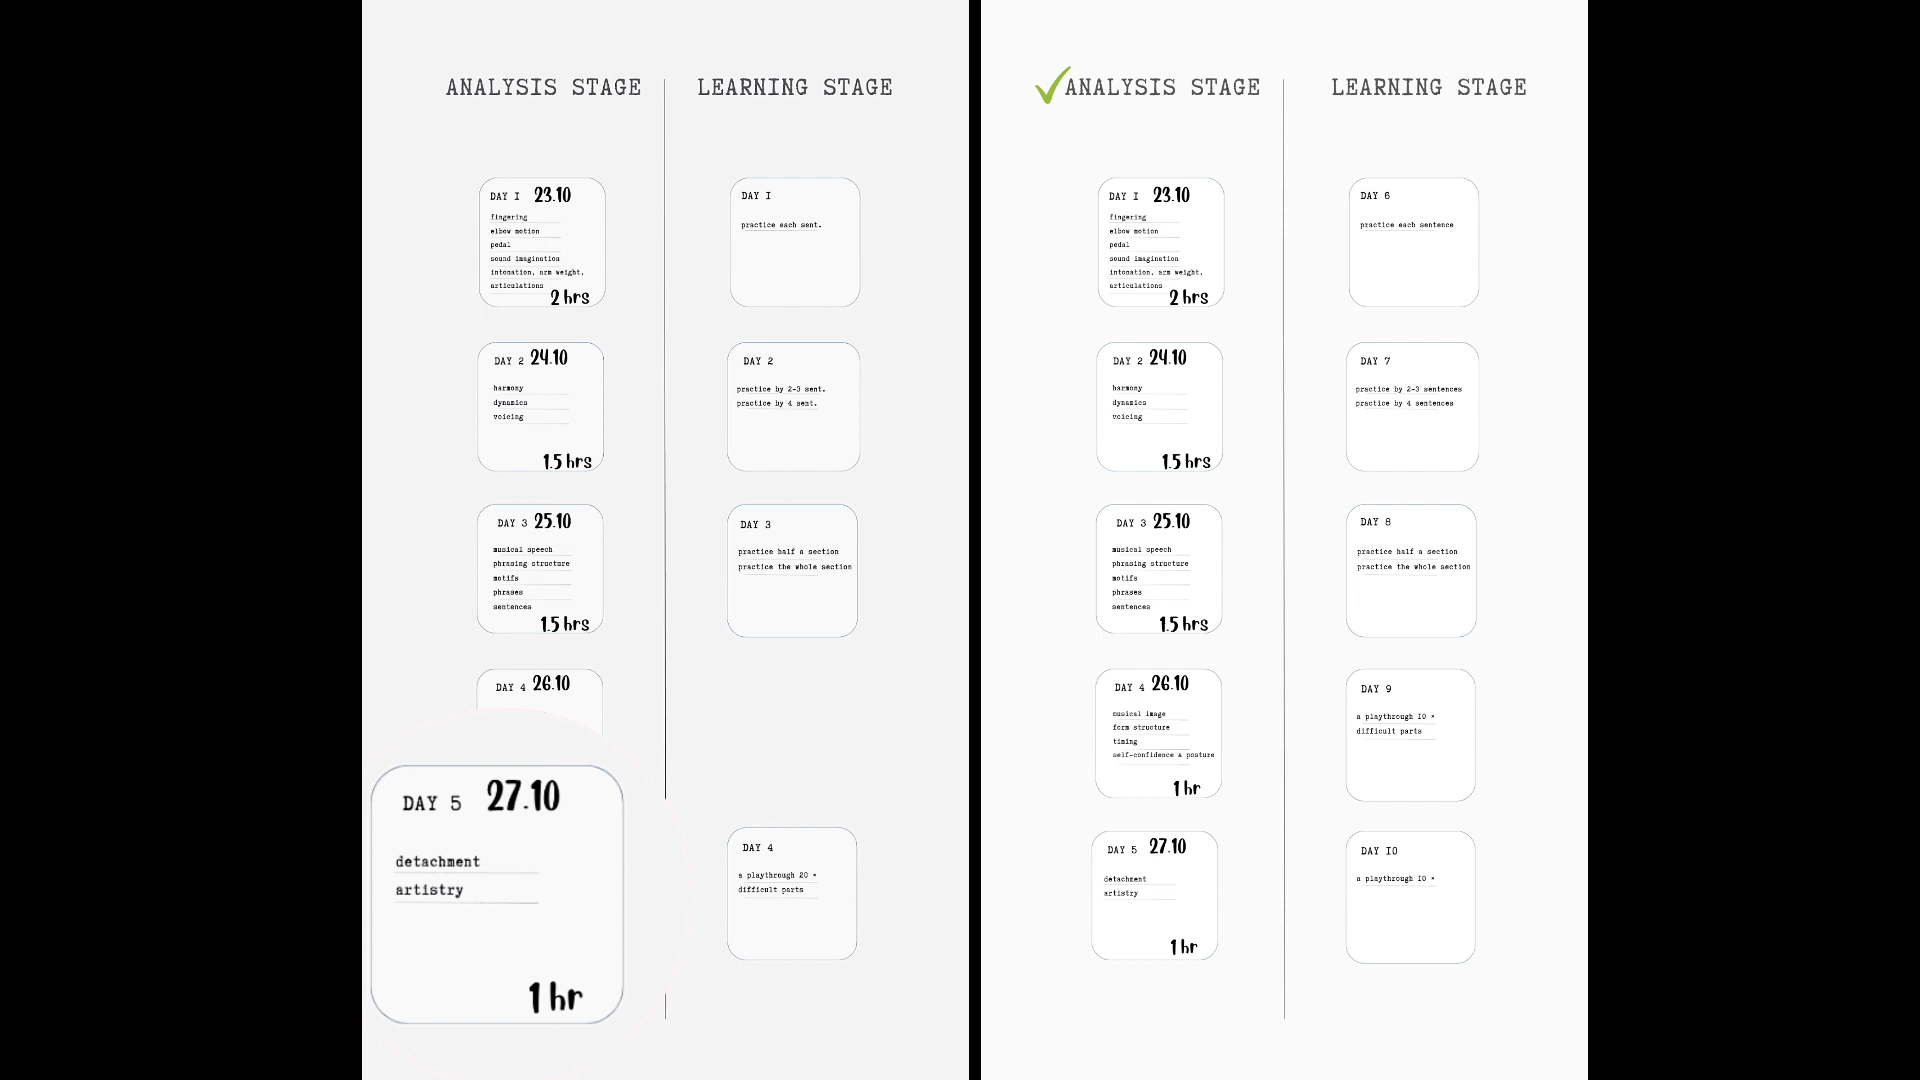 ANALYSIS STAGE
LEARNING STAGE
DAY I 23.10
fingering
elbow motion
pedal
sound imagination
intonation, arm weight,
articulations
2 hrs
DAY 2 24.10
harmony
dynamics
voicing
1.5 hrs
DAY 3 25.10
musical speech
phrasing structure
motifs
phrases
sentences
1.5 hrs
DAY 4 26.10
DAY 5 27.10
detachment
artistry
1 hr
DAY I
practice each sent.
DAY 2
practice by 2-3 sent.
practice by 4 sent.
DAY 3
practice half a section
practice the whole section
DAY 4
a playthrough 20 *
difficult parts
ANALYSIS STAGE
LEARNING STAGE
DAY I 23.10
fingering
elbow motion
pedal
sound imagination
intonation, arm weight,
articulations
2 hrs
DAY 2 24.10
harmony
dynamics
voicing
1.5 hrs
DAY 3 25.10
musical speech
phrasing structure
motifs
phrases
sentences
1.5 hrs
DAY 4 26.10
musical image
form structure
timing
self-confidence & posture
1 hr
DAY 5 27.10
detachment
artistry
1 hr
DAY 6
practice each sentence
DAY 7
practice by 2-3 sentences
practice by 4 sentences
DAY 8
practice half a section
practice the whole section
DAY 9
a playthrough I0 *
difficult parts
DAY I0
a playthrough I0 *